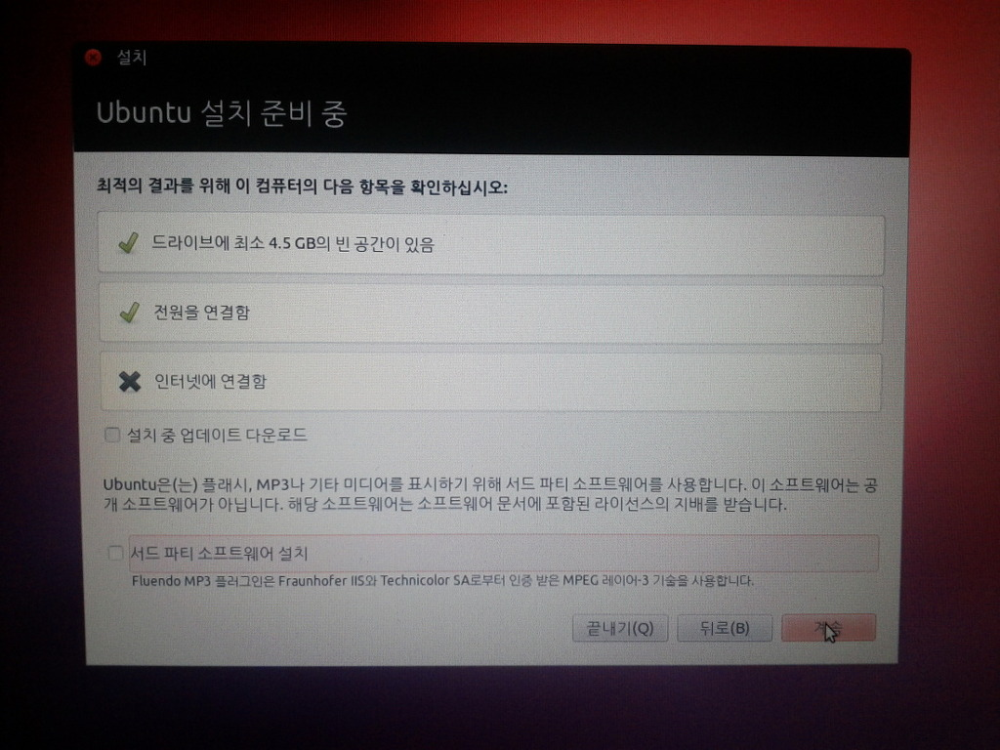 설치
Ubuntu 설치 준비 중
최적의 결과를 위해 이 컴퓨터의 다음 항목을 확인하십시오:
드라이브에 최소 4.5 GB의 빈 공간이 있음
전원을 연결함
인터넷에 연결함
설치 중 업데이트 다운로드
Ubuntu은(는) 플래시, MP3나 기타 미디어를 표시하기 위해 서드 파티 소프트웨어를 사용합니다. 이 소프트웨어는 공
개 소프트웨어가 아닙니다. 해당 소프트웨어는 소프트웨어 문서에 포함된 라이선스의 지배를 받습니다.
서드 파티 소프트웨어 설치
Fluendo MP3 플러그인은 Fraunhofer IIS와 Technicolor SA로부터 인증 받은 MPEG 레이어-3 기술을 사용합니다.
끝내기(Q)
뒤로(B)
계속